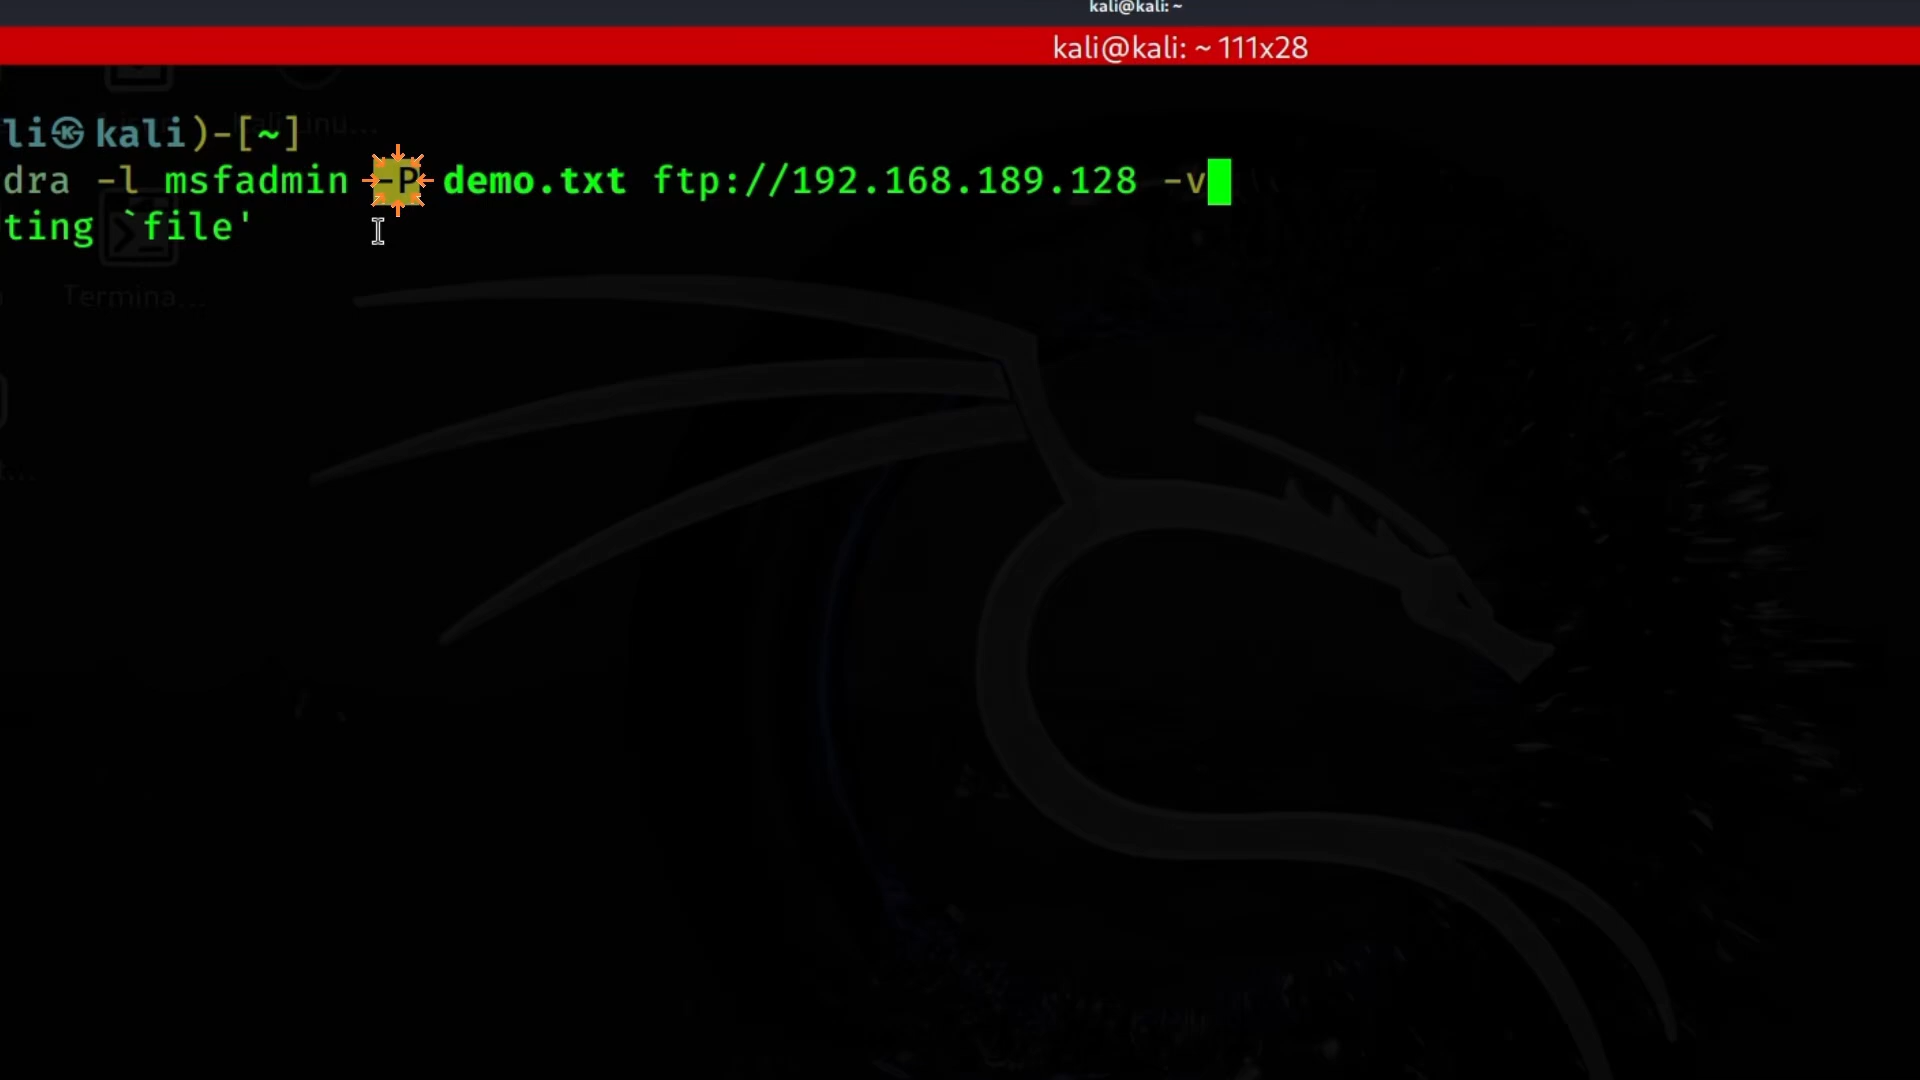 kali@kali: ~
kali@kali: ~ 111x28
li㉿kali)-[~]
dra -l msfadmin -P demo.txt ftp://192.168.189.128 -v
ting `file'
Termina...